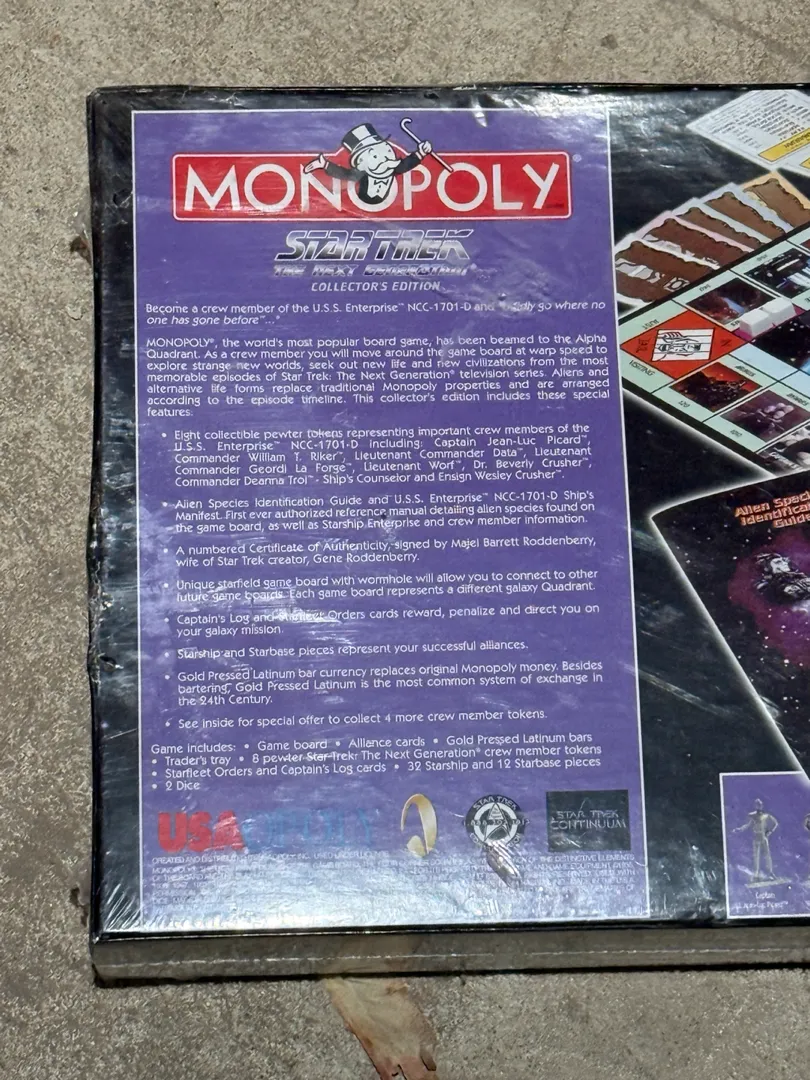 MONOPOLY®
STAR TREK
THE NEXT GENERATION
COLLECTOR'S EDITION
Become a crew member of the U.S.S. Enterprise™ NCC-1701-D and go where no
one has gone before"..."
MONOPOLY®, the world's most popular board game, has been beamed to the Alpha
Quadrant. As a crew member you will move around the game board at warp speed to
explore strange new worlds, seek out new life and new civilizations from the most
memorable episodes of Star Trek: The Next Generation® television series. Aliens and
alternative life forms replace traditional Monopoly properties and are arranged
according to the episode timeline. This collector's edition includes these special
features:
• Eight collectible pewter tokens representing important crew members of the
U.S.S. Enterprise™ NCC-1701-D including: Captain Jean-Luc Picard™,
Commander William T. Riker™, Lieutenant Commander Data™, Lieutenant
Commander Geordi La Forge™, Lieutenant Worf™, Dr. Beverly Crusher™,
Commander Deanna Troi™ - Ship's Counselor and Ensign Wesley Crusher™.
• Alien Species Identification Guide and U.S.S. Enterprise™ NCC-1701-D Ship's
Manifest. First ever authorized reference manual detailing alien species found on
the game board, as well as Starship Enterprise and crew member information.
• A numbered Certificate of Authenticity, signed by Majel Barrett Roddenberry,
wife of Star Trek creator, Gene Roddenberry.
• Unique starfield game board with wormhole will allow you to connect to other
future game boards. Each game board represents a different galaxy Quadrant.
• Captain's Log and Starfleet Orders cards reward, penalize and direct you on
your galaxy mission.
• Starship and Starbase pieces represent your successful alliances.
• Gold Pressed Latinum bar currency replaces original Monopoly money. Besides
bartering, Gold Pressed Latinum is the most common system of exchange in
the 24th Century.
• See inside for special offer to collect 4 more crew member tokens.
Game includes: • Game board • Alliance cards • Gold Pressed Latinum bars
• Trader's tray • 8 pewter Star Trek: The Next Generation® crew member tokens
• Starfleet Orders and Captain's Log cards • 32 Starship and 12 Starbase pieces
• 2 Dice
USAOPOLY
STAR TREK
STAR TREK
CONTINUUM
JUST
VISITING
IN
JAIL
Alien Spec
Identifica
Guide
Captain